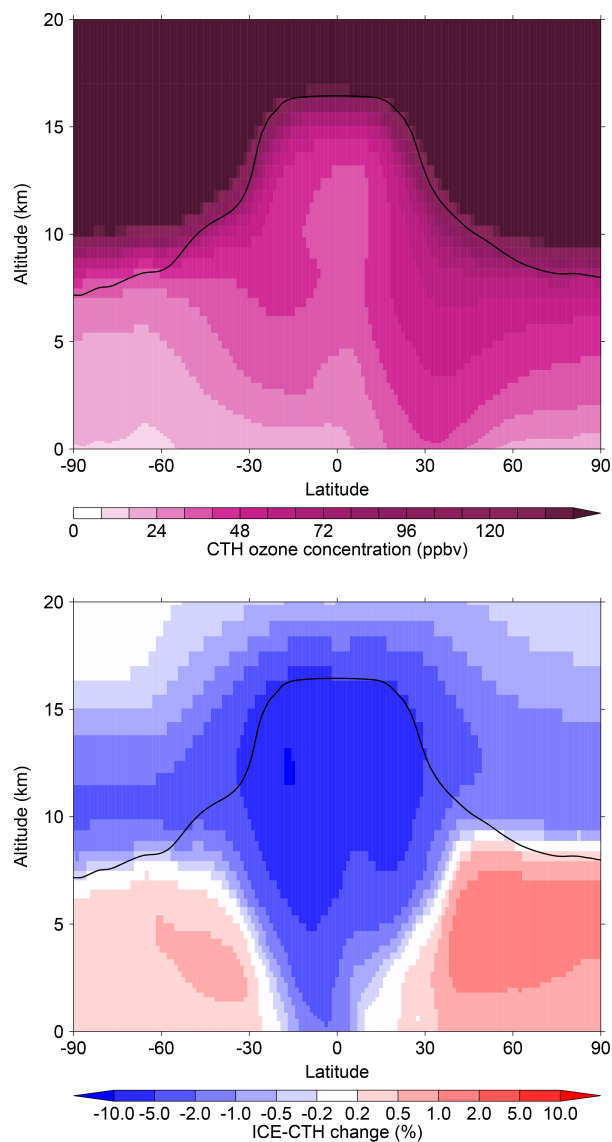 20
15
10
5
0
Altitude (km)
-90 -60 -30 0 30 60 90
Latitude
0 24 48 72 96 120
CTH ozone concentration (ppbv)
20
15
10
5
0
Altitude (km)
-90 -60 -30 0 30 60 90
Latitude
-10.0 -5.0 -2.0 -1.0 -0.5 -0.2 0.2 0.5 1.0 2.0 5.0 10.0
ICE-CTH change (%)